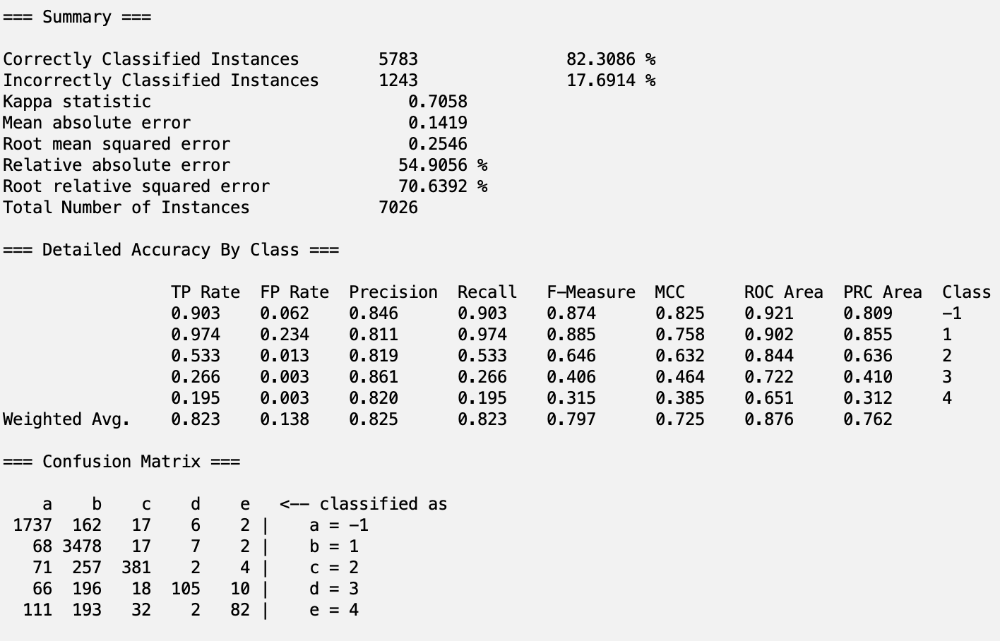 === Summary ===
Correctly Classified Instances 5783 82.3086 %
Incorrectly Classified Instances 1243 17.6914 %
Kappa statistic 0.7058
Mean absolute error 0.1419
Root mean squared error 0.2546
Relative absolute error 54.9056 %
Root relative squared error 70.6392 %
Total Number of Instances 7026
=== Detailed Accuracy By Class ===
TP Rate FP Rate Precision Recall F-Measure MCC ROC Area PRC Area Class
0.903 0.062 0.846 0.903 0.874 0.825 0.921 0.809 -1
0.974 0.234 0.811 0.974 0.885 0.758 0.902 0.855 1
0.533 0.013 0.819 0.533 0.646 0.632 0.844 0.636 2
0.266 0.003 0.861 0.266 0.406 0.464 0.722 0.410 3
0.195 0.003 0.820 0.195 0.315 0.385 0.651 0.312 4
Weighted Avg. 0.823 0.138 0.825 0.823 0.797 0.725 0.876 0.762
=== Confusion Matrix ===
a b c d e <-- classified as
1737 162 17 6 2 | a = -1
68 3478 17 7 2 | b = 1
71 257 381 2 4 | c = 2
66 196 18 105 10 | d = 3
111 193 32 2 82 | e = 4